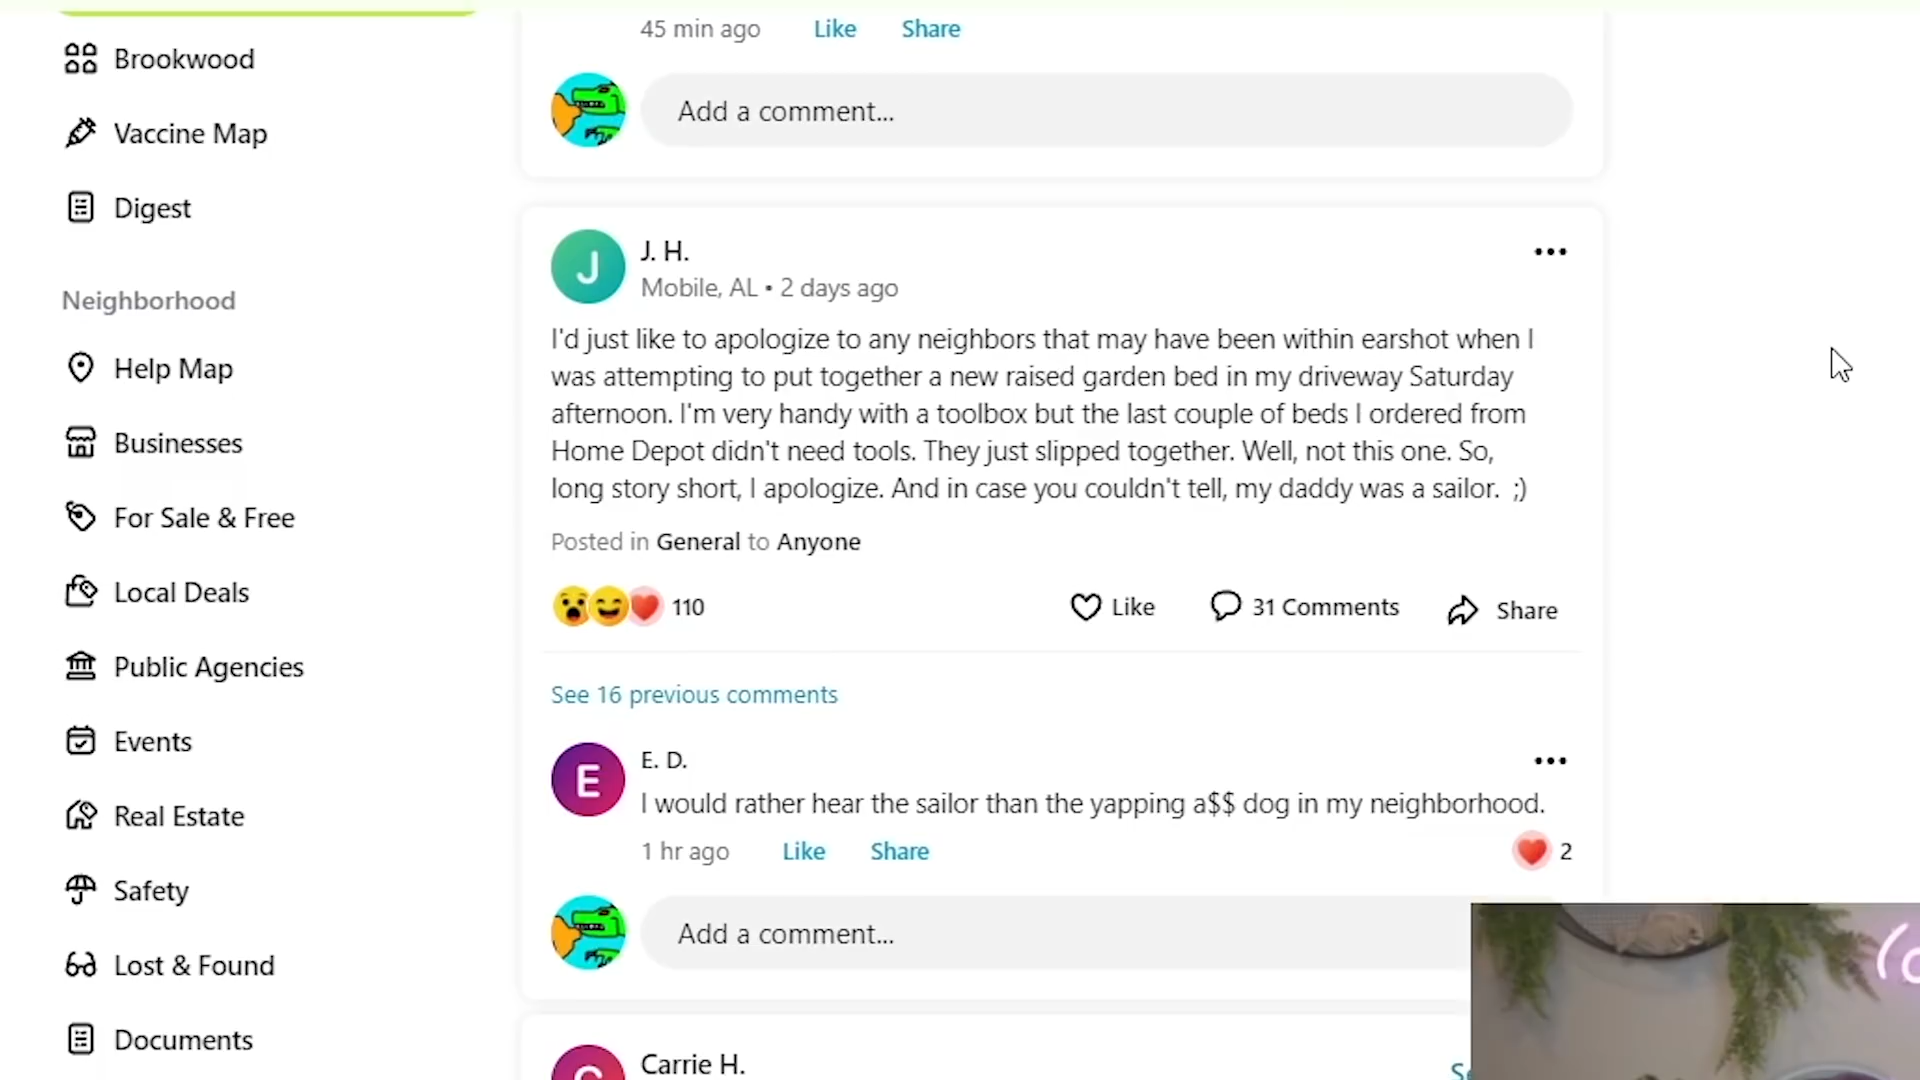 Brookwood
Vaccine Map
Digest
Neighborhood
Help Map
Businesses
For Sale & Free
Local Deals
Public Agencies
Events
Real Estate
Safety
Lost & Found
Documents
45 min ago Like Share
Add a comment...
J
J. H.
Mobile, AL • 2 days ago
I'd just like to apologize to any neighbors that may have been within earshot when I
was attempting to put together a new raised garden bed in my driveway Saturday
afternoon. I'm very handy with a toolbox but the last couple of beds I ordered from
Home Depot didn't need tools. They just slipped together. Well, not this one. So,
long story short, I apologize. And in case you couldn't tell, my daddy was a sailor. ;)
Posted in General to Anyone
110 Like 31 Comments Share
See 16 previous comments
E
E. D.
I would rather hear the sailor than the yapping a$$ dog in my neighborhood.
1 hr ago Like Share 2
Add a comment...
Carrie H.